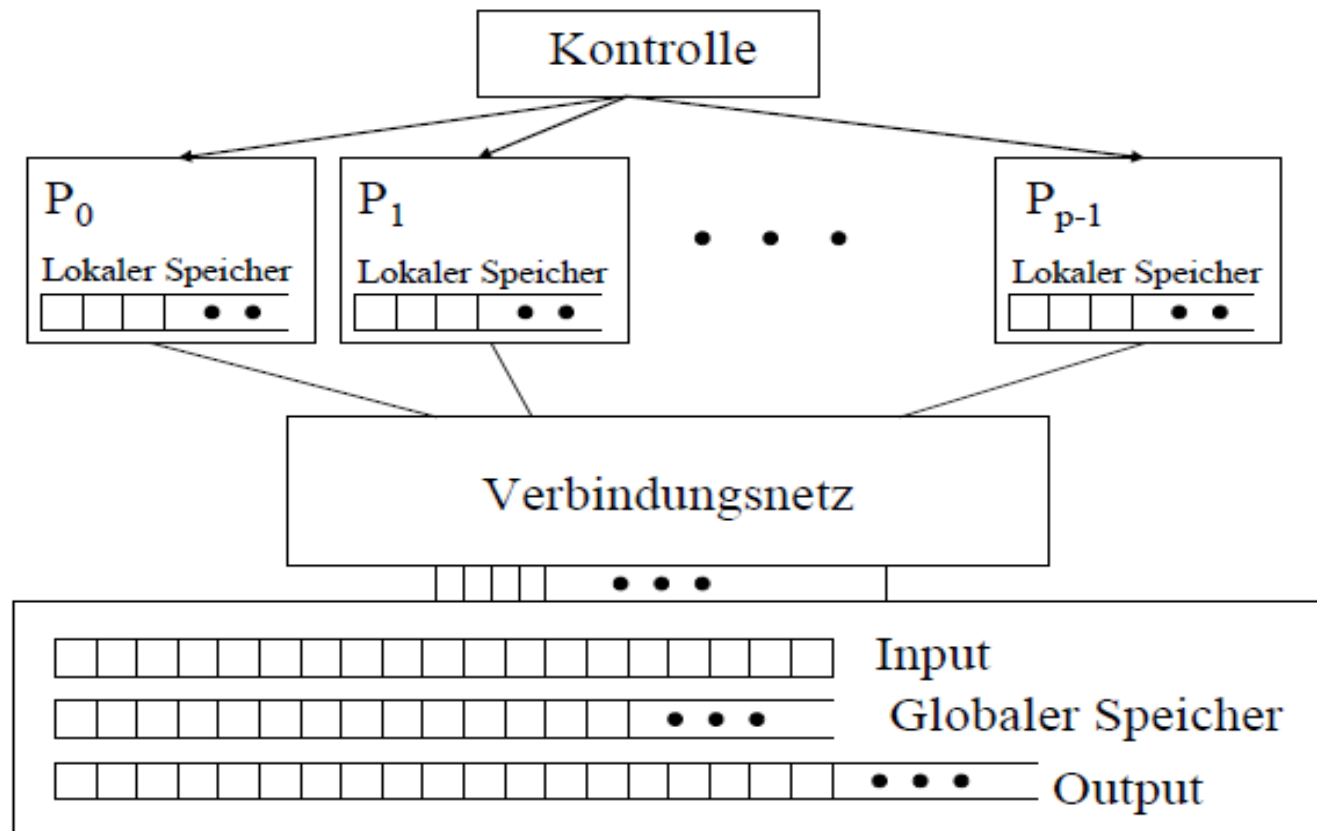 Kontrolle
P0
P1
Pp-1
Lokaler Speicher
Lokaler Speicher
Lokaler Speicher
Verbindungsnetz
Input
Globaler Speicher
Output